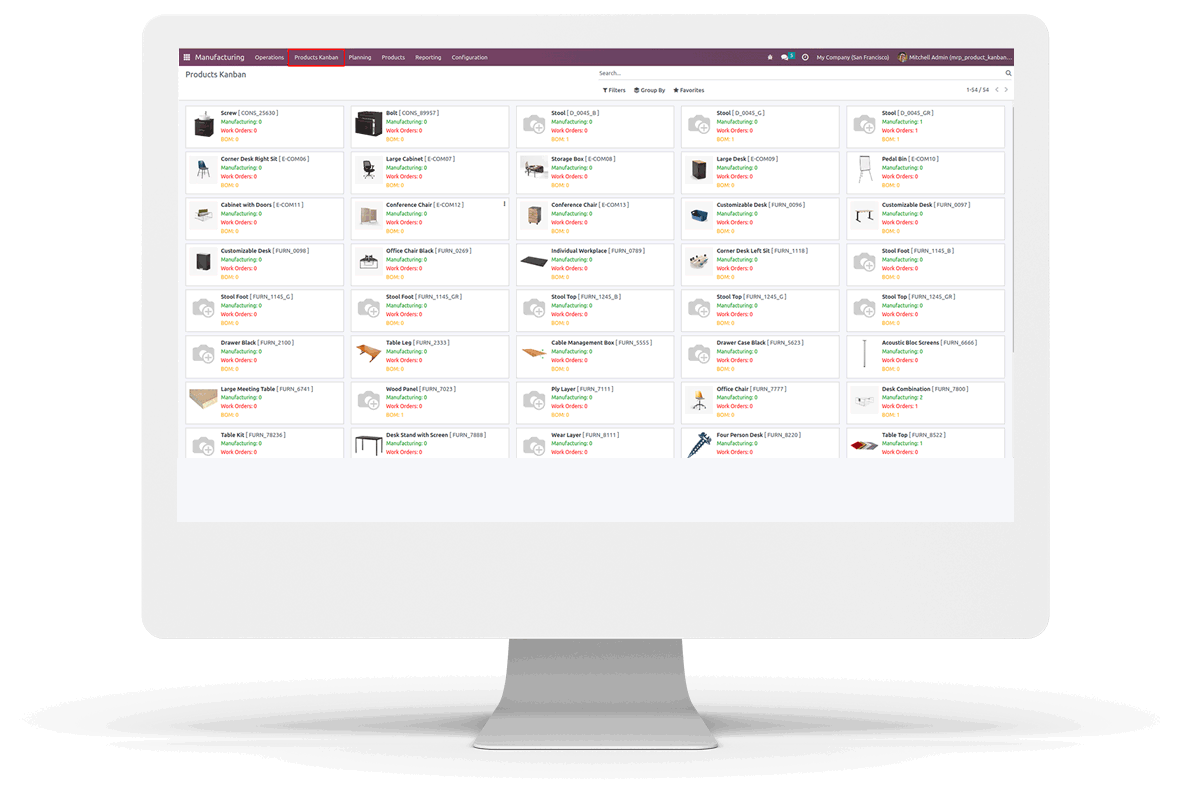 Manufacturing Operations Products Kanban Planning Products Reporting Configuration 5 My Company (San Francisco) Mitchell Admin (mrp_product_kanban...
Products Kanban
Search...
Filters Group By Favorites 1-54 / 54
Screw [ CONS_25630 ]
Manufacturing: 0
Work Orders: 0
BOM: 0
Bolt [ CONS_89957 ]
Manufacturing: 0
Work Orders: 0
BOM: 0
Stool [ D_0045_B ]
Manufacturing: 0
Work Orders: 0
BOM: 1
Stool [ D_0045_G ]
Manufacturing: 0
Work Orders: 0
BOM: 1
Stool [ D_0045_GR ]
Manufacturing: 1
Work Orders: 1
BOM: 1
Corner Desk Right Sit [ E-COM06 ]
Manufacturing: 0
Work Orders: 0
BOM: 0
Large Cabinet [ E-COM07 ]
Manufacturing: 0
Work Orders: 0
BOM: 0
Storage Box [ E-COM08 ]
Manufacturing: 0
Work Orders: 0
BOM: 0
Large Desk [ E-COM09 ]
Manufacturing: 0
Work Orders: 0
BOM: 0
Pedal Bin [ E-COM10 ]
Manufacturing: 0
Work Orders: 0
BOM: 0
Cabinet with Doors [ E-COM11 ]
Manufacturing: 0
Work Orders: 0
BOM: 0
Conference Chair [ E-COM12 ]
Manufacturing: 0
Work Orders: 0
BOM: 0
Conference Chair [ E-COM13 ]
Manufacturing: 0
Work Orders: 0
BOM: 0
Customizable Desk [ FURN_0096 ]
Manufacturing: 0
Work Orders: 0
BOM: 0
Customizable Desk [ FURN_0097 ]
Manufacturing: 0
Work Orders: 0
BOM: 0
Customizable Desk [ FURN_0098 ]
Manufacturing: 0
Work Orders: 0
BOM: 0
Office Chair Black [ FURN_0269 ]
Manufacturing: 0
Work Orders: 0
BOM: 0
Individual Workplace [ FURN_0789 ]
Manufacturing: 0
Work Orders: 0
BOM: 0
Corner Desk Left Sit [ FURN_1118 ]
Manufacturing: 0
Work Orders: 0
BOM: 0
Stool Foot [ FURN_1145_B ]
Manufacturing: 0
Work Orders: 0
BOM: 0
Stool Foot [ FURN_1145_G ]
Manufacturing: 0
Work Orders: 0
BOM: 0
Stool Foot [ FURN_1145_GR ]
Manufacturing: 0
Work Orders: 0
BOM: 0
Stool Top [ FURN_1245_B ]
Manufacturing: 0
Work Orders: 0
BOM: 0
Stool Top [ FURN_1245_G ]
Manufacturing: 0
Work Orders: 0
BOM: 0
Stool Top [ FURN_1245_GR ]
Manufacturing: 0
Work Orders: 0
BOM: 0
Drawer Black [ FURN_2100 ]
Manufacturing: 0
Work Orders: 0
BOM: 0
Table Leg [ FURN_2333 ]
Manufacturing: 0
Work Orders: 0
BOM: 0
Cable Management Box [ FURN_5555 ]
Manufacturing: 0
Work Orders: 0
BOM: 0
Drawer Case Black [ FURN_5623 ]
Manufacturing: 0
Work Orders: 0
BOM: 0
Acoustic Bloc Screens [ FURN_6666 ]
Manufacturing: 0
Work Orders: 0
BOM: 0
Large Meeting Table [ FURN_6741 ]
Manufacturing: 0
Work Orders: 0
BOM: 0
Wood Panel [ FURN_7023 ]
Manufacturing: 0
Work Orders: 0
BOM: 1
Ply Layer [ FURN_7111 ]
Manufacturing: 0
Work Orders: 0
BOM: 0
Office Chair [ FURN_7777 ]
Manufacturing: 0
Work Orders: 0
BOM: 0
Desk Combination [ FURN_7800 ]
Manufacturing: 2
Work Orders: 0
BOM: 1
Table Kit [ FURN_78236 ]
Manufacturing: 0
Work Orders: 0
Desk Stand with Screen [ FURN_7888 ]
Manufacturing: 0
Work Orders: 0
Wear Layer [ FURN_8111 ]
Manufacturing: 0
Work Orders: 0
Four Person Desk [ FURN_8220 ]
Manufacturing: 0
Work Orders: 0
Table Top [ FURN_8522 ]
Manufacturing: 1
Work Orders: 0